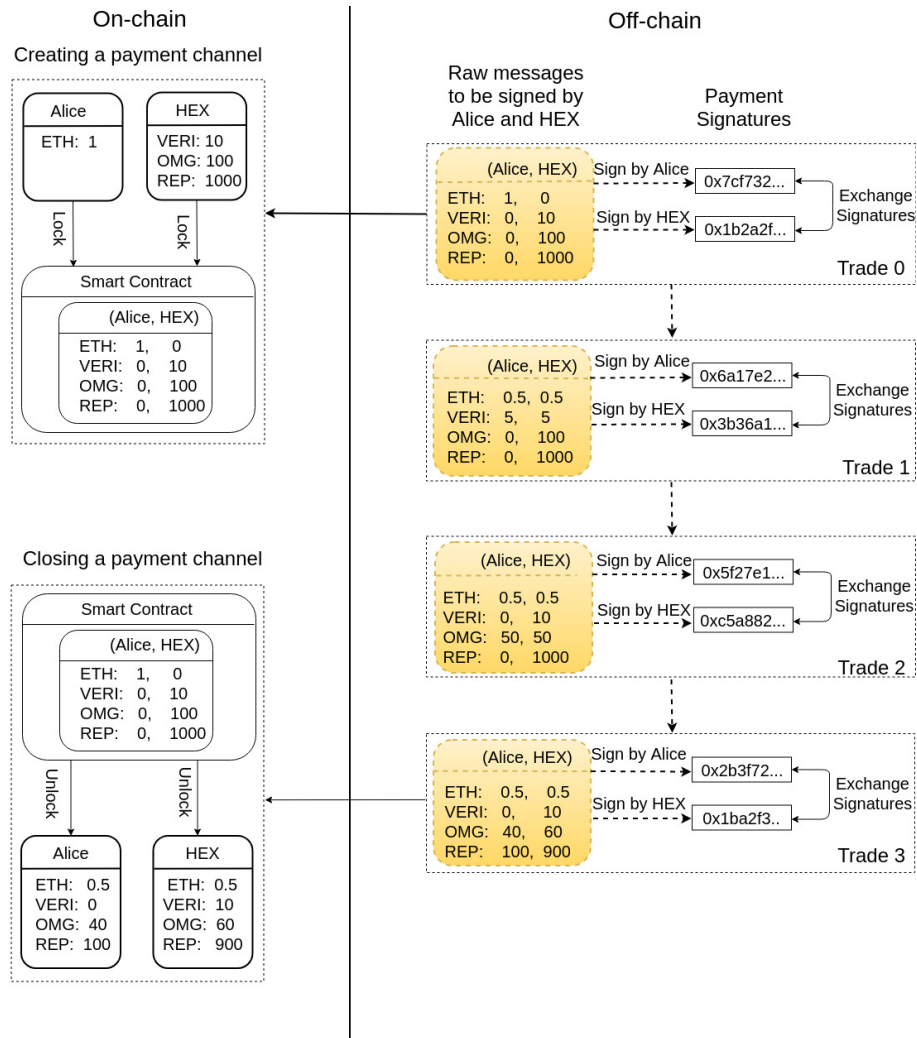 On-chain
Creating a payment channel
Alice
ETH: 1
HEX
VERI: 10
OMG: 100
REP: 1000
Lock
Lock
Smart Contract
(Alice, HEX)
ETH: 1, 0
VERI: 0, 10
OMG: 0, 100
REP: 0, 1000
Closing a payment channel
Smart Contract
(Alice, HEX)
ETH: 1, 0
VERI: 0, 10
OMG: 0, 100
REP: 0, 1000
Unlock
Unlock
Alice
ETH: 0.5
VERI: 0
OMG: 40
REP: 100
HEX
ETH: 0.5
VERI: 10
OMG: 60
REP: 900
Off-chain
Raw messages
to be signed by
Alice and HEX
Payment
Signatures
(Alice, HEX)
ETH: 1, 0
VERI: 0, 10
OMG: 0, 100
REP: 0, 1000
Sign by Alice
Sign by HEX
0x7cf732...
0x1b2a2f...
Exchange
Signatures
Trade 0
(Alice, HEX)
ETH: 0.5, 0.5
VERI: 5, 5
OMG: 0, 100
REP: 0, 1000
Sign by Alice
Sign by HEX
0x6a17e2...
0x3b36a1...
Exchange
Signatures
Trade 1
(Alice, HEX)
ETH: 0.5, 0.5
VERI: 0, 10
OMG: 50, 50
REP: 0, 1000
Sign by Alice
Sign by HEX
0x5f27e1...
0xc5a882...
Exchange
Signatures
Trade 2
(Alice, HEX)
ETH: 0.5, 0.5
VERI: 0, 10
OMG: 40, 60
REP: 100, 900
Sign by Alice
Sign by HEX
0x2b3f72...
0x1ba2f3..
Exchange
Signatures
Trade 3